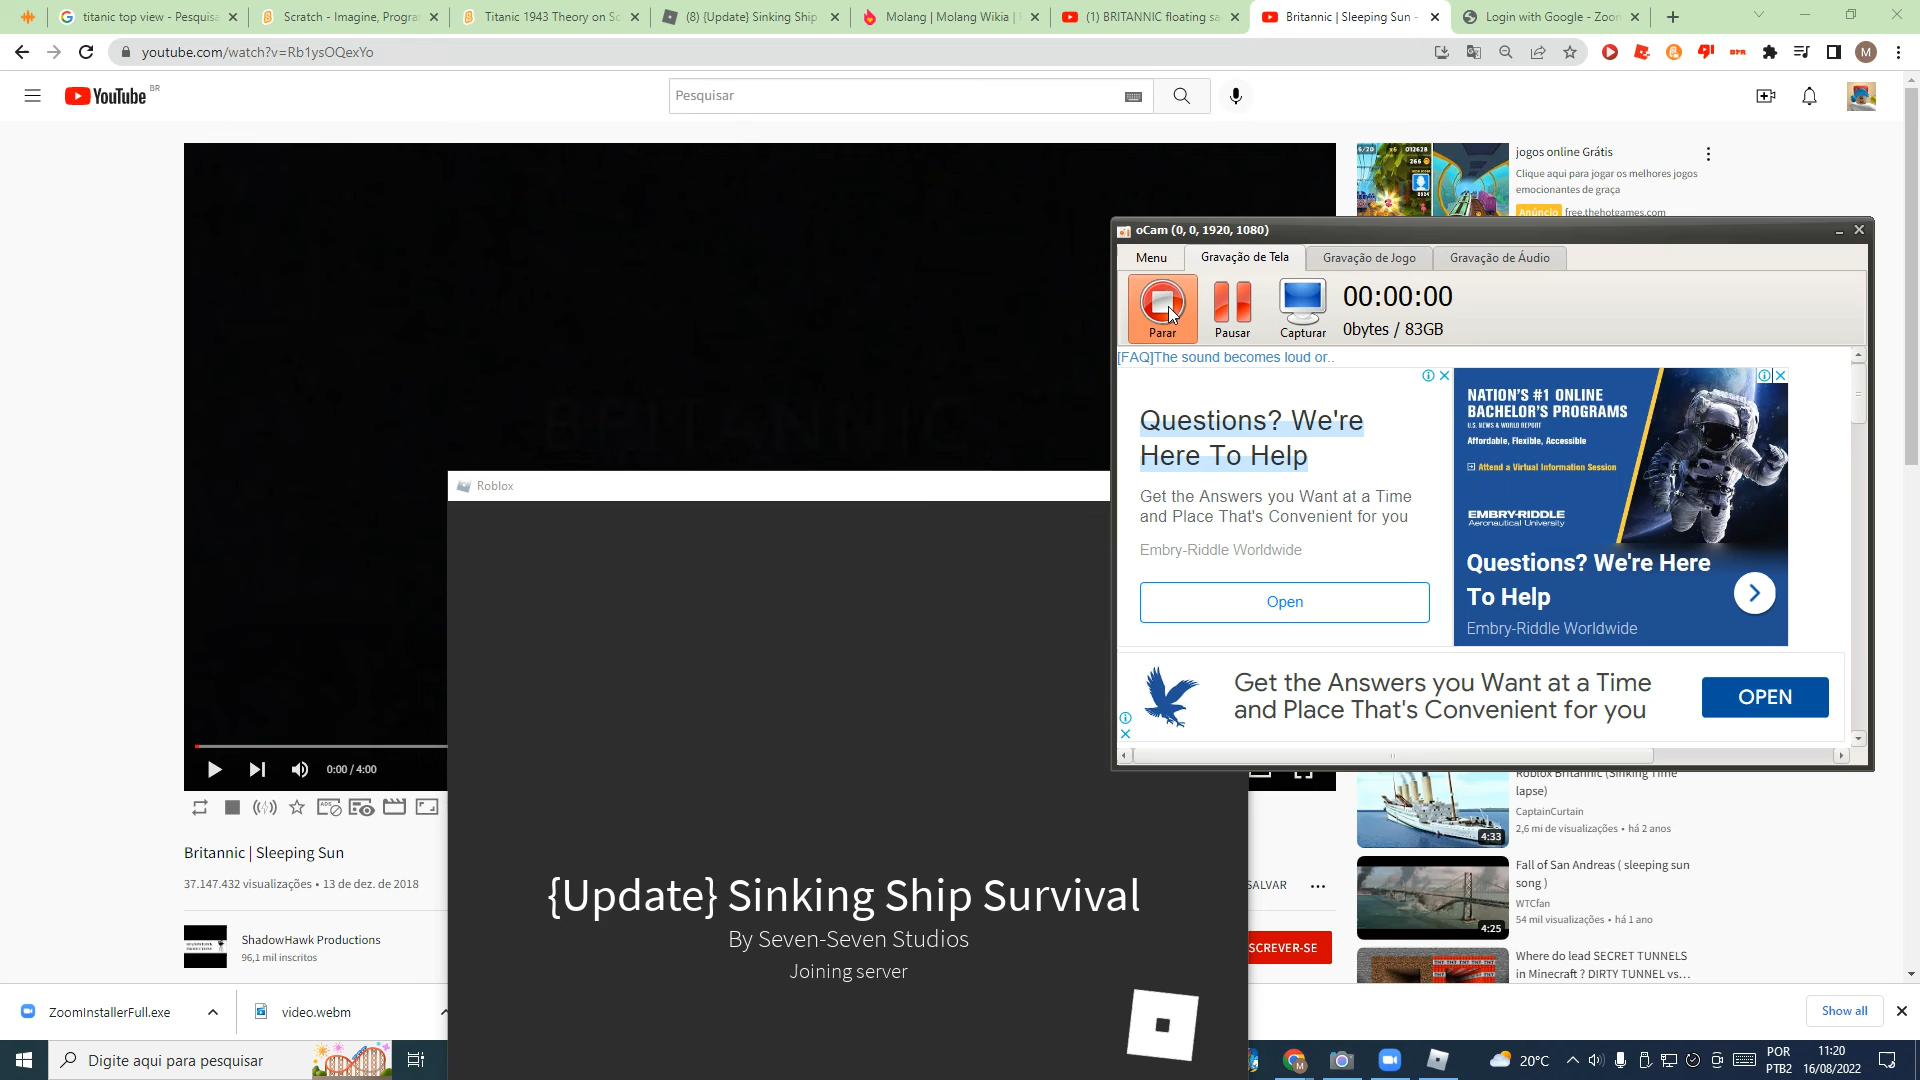 titanic top view - Pesquisa
Scratch - Imagine, Progra
Titanic 1943 Theory on Sc
(8) {Update} Sinking Ship
Molang | Molang Wikia |
(1) BRITANNIC floating sa
Britannic | Sleeping Sun -
Login with Google - Zoo
youtube.com/watch?v=Rb1ysOQexYo
M
YouTube BR
Pesquisar
BRITANNIC
jogos online Grátis
Clique aqui para jogar os melhores jogos
emocionantes de graça
Anúncio free.thehotgames.com
oCam (0, 0, 1920, 1080)
Menu
Gravação de Tela
Gravação de Jogo
Gravação de Áudio
Parar
Pausar
Capturar
00:00:00
0bytes / 83GB
[FAQ]The sound becomes loud or..
Questions? We're
Here To Help
Get the Answers you Want at a Time
and Place That's Convenient for you
Embry-Riddle Worldwide
Open
NATION'S #1 ONLINE
BACHELOR'S PROGRAMS
U.S. NEWS & WORLD REPORT
Affordable, Flexible, Accessible
Attend a Virtual Information Session
EMBRY-RIDDLE
Aeronautical University
Questions? We're Here
To Help
Embry-Riddle Worldwide
Get the Answers you Want at a Time
and Place That's Convenient for you
OPEN
Roblox
{Update} Sinking Ship Survival
By Seven-Seven Studios
Joining server
0:00 / 4:00
Britannic | Sleeping Sun
37.147.432 visualizações • 13 de dez. de 2018
ShadowHawk Productions
96,1 mil inscritos
SALVAR
SCREVER-SE
Roblox Britannic (Sinking Time
lapse)
CaptainCurtain
2,6 mi de visualizações • há 2 anos
4:33
Fall of San Andreas ( sleeping sun
song )
WTCfan
54 mil visualizações • há 1 ano
4:25
Where do lead SECRET TUNNELS
in Minecraft ? DIRTY TUNNEL vs...
ZoomInstallerFull.exe
video.webm
Show all
Digite aqui para pesquisar
20°C
POR
PTB2
11:20
16/08/2022